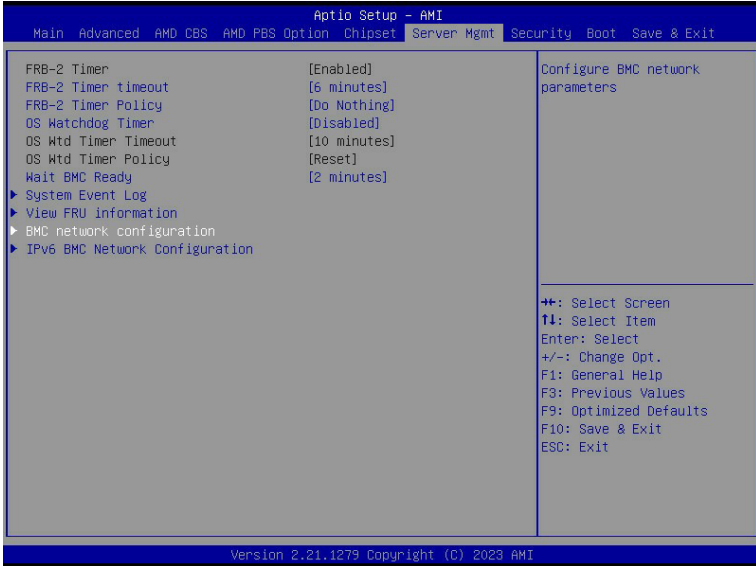 Aptio Setup – AMI
Main Advanced AMD CBS AMD PBS Option Chipset Server Mgmt Security Boot Save & Exit
FRB-2 Timer [Enabled]
FRB-2 Timer timeout [6 minutes]
FRB-2 Timer Policy [Do Nothing]
OS Watchdog Timer [Disabled]
OS Wtd Timer Timeout [10 minutes]
OS Wtd Timer Policy [Reset]
Wait BMC Ready [2 minutes]
System Event Log
View FRU information
BMC network configuration
IPv6 BMC Network Configuration
Configure BMC network
parameters
→←: Select Screen
↑↓: Select Item
Enter: Select
+/-: Change Opt.
F1: General Help
F3: Previous Values
F9: Optimized Defaults
F10: Save & Exit
ESC: Exit
Version 2.21.1279 Copyright (C) 2023 AMI